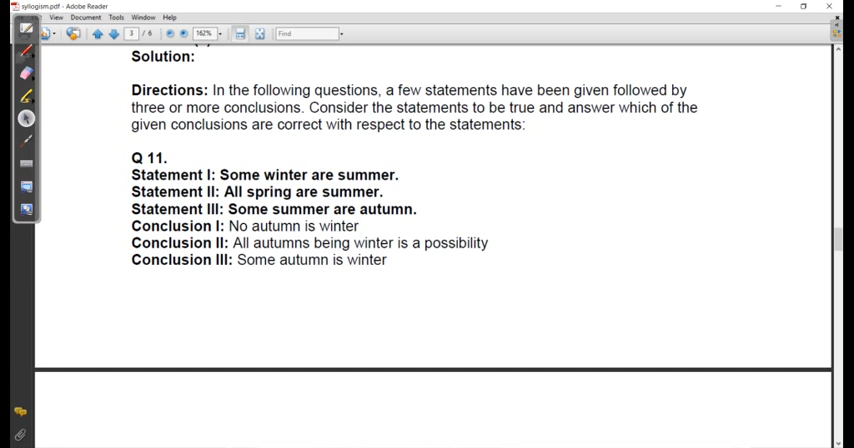 syllogism.pdf - Adobe Reader
View Document Tools Window Help
3 / 6 162% Find
Solution:
Directions: In the following questions, a few statements have been given followed by
three or more conclusions. Consider the statements to be true and answer which of the
given conclusions are correct with respect to the statements:
Q 11.
Statement I: Some winter are summer.
Statement II: All spring are summer.
Statement III: Some summer are autumn.
Conclusion I: No autumn is winter
Conclusion II: All autumns being winter is a possibility
Conclusion III: Some autumn is winter